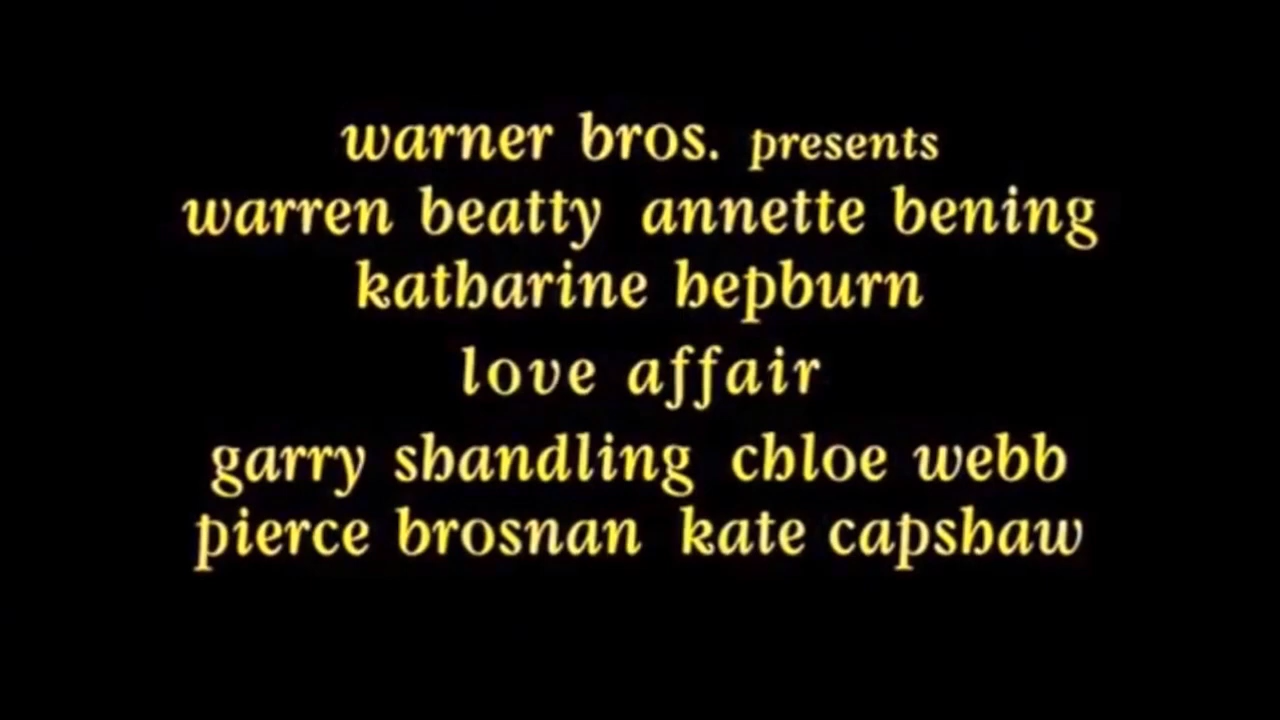 warner bros. presents
warren beatty annette bening
katharine hepburn
love affair
garry shandling chloe webb
pierce brosnan kate capshaw